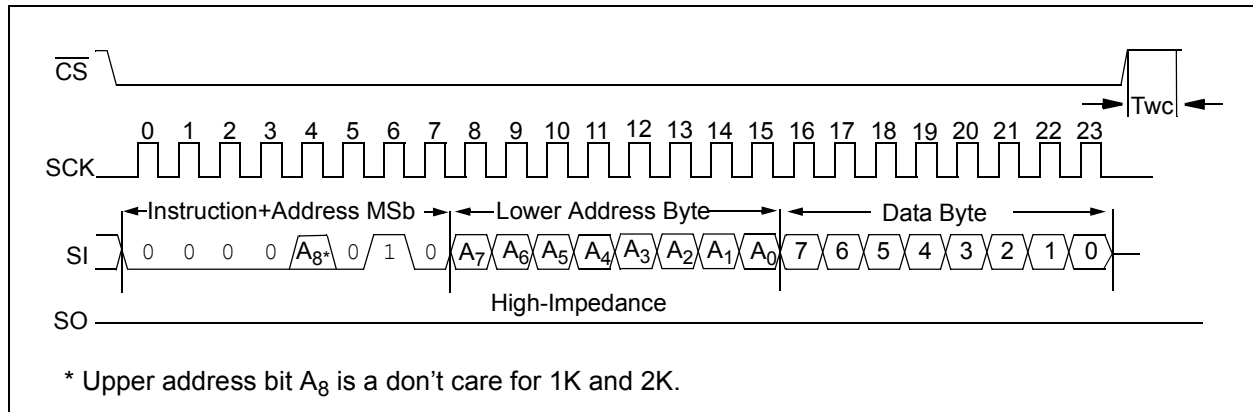 CS
Twc
0 1 2 3 4 5 6 7 8 9 10 11 12 13 14 15 16 17 18 19 20 21 22 23
SCK
Instruction+Address MSb Lower Address Byte Data Byte
SI 0 0 0 0 A8* 0 1 0 A7 A6 A5 A4 A3 A2 A1 A0 7 6 5 4 3 2 1 0
High-Impedance
SO
* Upper address bit A8 is a don't care for 1K and 2K.